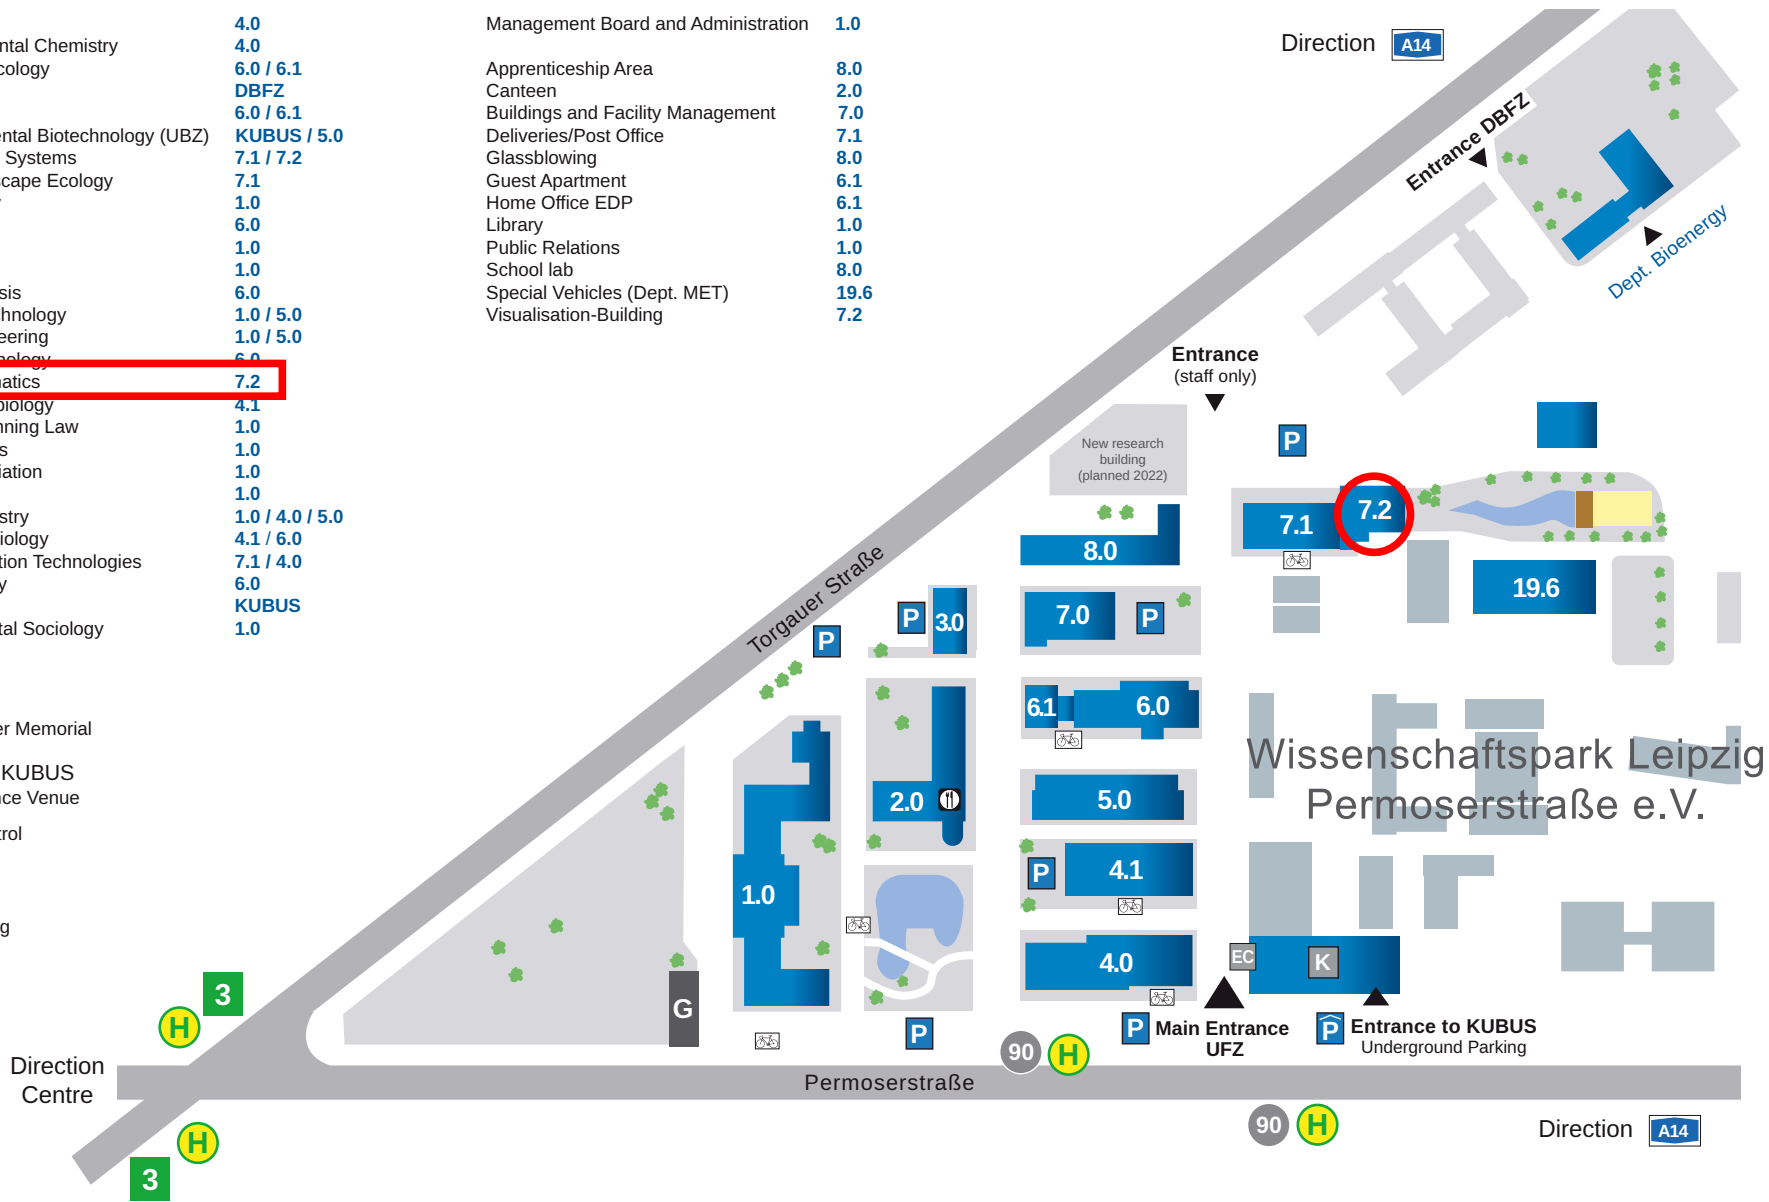 4.0
ntal Chemistry 4.0
cology 6.0 / 6.1
DBFZ
6.0 / 6.1
ental Biotechnology (UBZ) KUBUS / 5.0
Systems 7.1 / 7.2
scape Ecology 7.1
1.0
6.0
1.0
1.0
sis 6.0
chnology 1.0 / 5.0
eering 1.0 / 5.0
nology 6.0
natics 7.2
biology 4.1
nning Law 1.0
s 1.0
iation 1.0
1.0
stry 1.0 / 4.0 / 5.0
iology 4.1 / 6.0
tion Technologies 7.1 / 4.0
y 6.0
KUBUS
tal Sociology 1.0
er Memorial
KUBUS
nce Venue
trol
g
Management Board and Administration 1.0
Apprenticeship Area 8.0
Canteen 2.0
Buildings and Facility Management 7.0
Deliveries/Post Office 7.1
Glassblowing 8.0
Guest Apartment 6.1
Home Office EDP 6.1
Library 1.0
Public Relations 1.0
School lab 8.0
Special Vehicles (Dept. MET) 19.6
Visualisation-Building 7.2
Direction A14
Entrance DBFZ
Dept. Bioenergy
Entrance
(staff only)
New research
building
(planned 2022)
P
7.1
7.2
8.0
19.6
Torgauer Straße
P
P
3.0
7.0
P
6.1
6.0
Wissenschaftspark Leipzig
Permoserstraße e.V.
2.0
5.0
1.0
P
4.1
4.0
EC
K
G
3
H
P
90
H
P
Main Entrance
UFZ
P
Entrance to KUBUS
Underground Parking
Direction
Centre
Permoserstraße
H
3
90
H
Direction A14